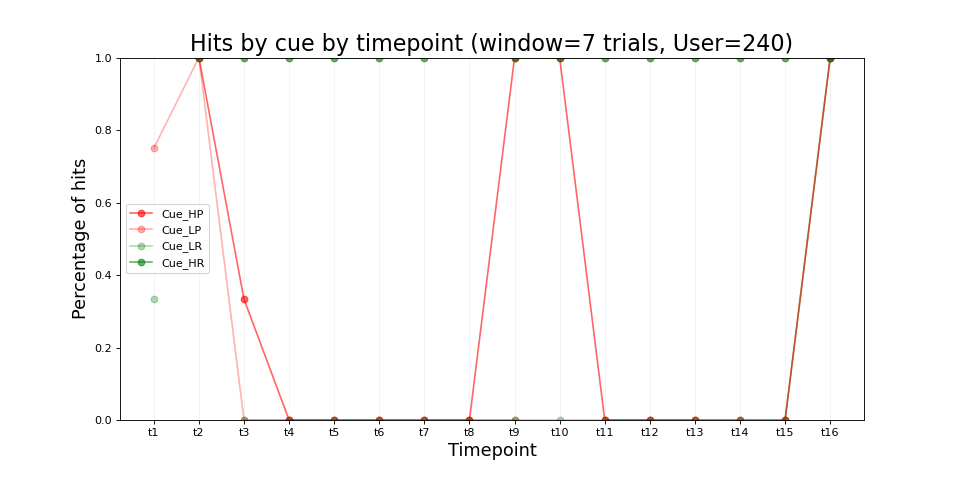 Hits by cue by timepoint (window=7 trials, User=240)
Percentage of hits
1.0
0.8
0.6
0.4
0.2
0.0
Cue_HP
Cue_LP
Cue_LR
Cue_HR
t1 t2 t3 t4 t5 t6 t7 t8 t9 t10 t11 t12 t13 t14 t15 t16
Timepoint